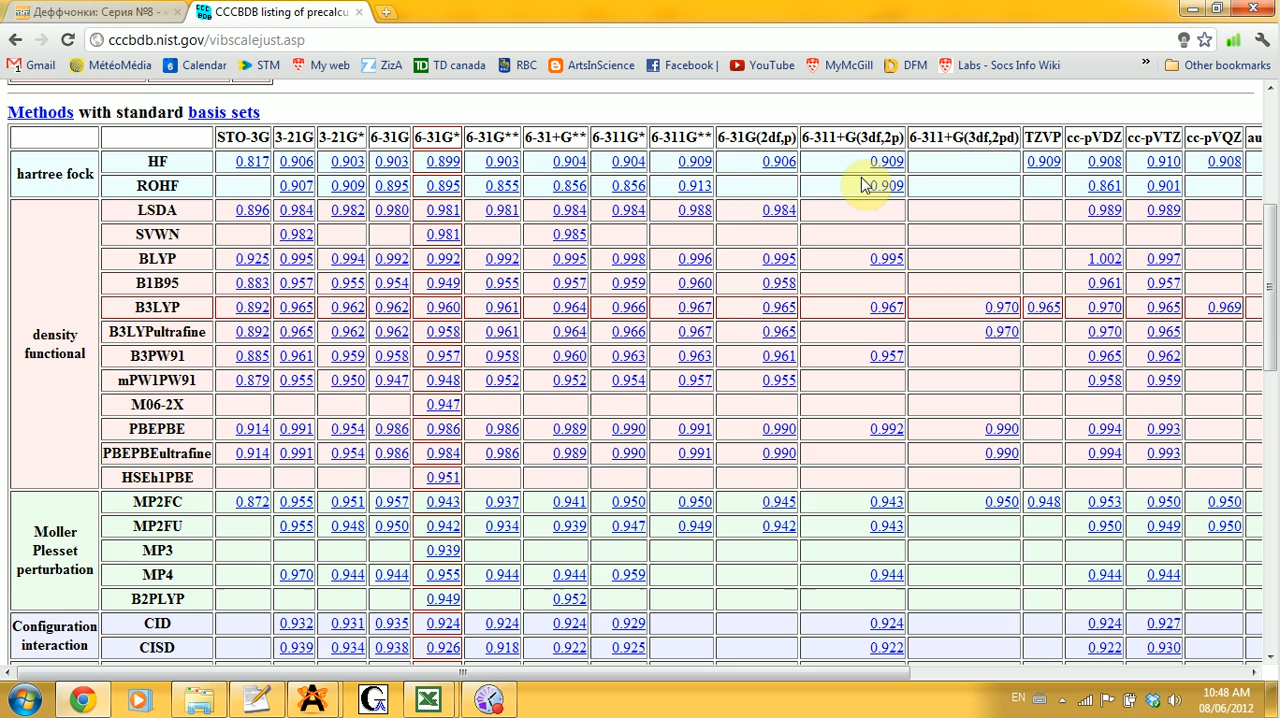 Деффчонки: Серия №8 -
CCCBDB listing of precalcu
cccbdb.nist.gov/vibscalejust.asp
Gmail MétéoMédia 6 Calendar STM My web ZizA TD canada RBC ArtsInScience Facebook | YouTube MyMcGill DFM Labs - Socs Info Wiki » Other bookmarks
Methods with standard basis sets
STO-3G 3-21G 3-21G* 6-31G 6-31G* 6-31G** 6-31+G** 6-311G* 6-311G** 6-31G(2df,p) 6-311+G(3df,2p) 6-311+G(3df,2pd) TZVP cc-pVDZ cc-pVTZ cc-pVQZ au
hartree fock
HF 0.817 0.906 0.903 0.903 0.899 0.903 0.904 0.904 0.909 0.906 0.909 0.909 0.908 0.910 0.908
ROHF 0.907 0.909 0.895 0.895 0.855 0.856 0.856 0.913 0.909 0.861 0.901
density functional
LSDA 0.896 0.984 0.982 0.980 0.981 0.981 0.984 0.984 0.988 0.984 0.989 0.989
SVWN 0.982 0.981 0.985
BLYP 0.925 0.995 0.994 0.992 0.992 0.992 0.995 0.998 0.996 0.995 0.995 1.002 0.997
B1B95 0.883 0.957 0.955 0.954 0.949 0.955 0.957 0.959 0.960 0.958 0.961 0.957
B3LYP 0.892 0.965 0.962 0.962 0.960 0.961 0.964 0.966 0.967 0.965 0.967 0.970 0.965 0.970 0.965 0.969
B3LYPultrafine 0.892 0.965 0.962 0.962 0.958 0.961 0.964 0.966 0.967 0.965 0.970 0.970 0.965
B3PW91 0.885 0.961 0.959 0.958 0.957 0.958 0.960 0.963 0.963 0.961 0.957 0.965 0.962
mPW1PW91 0.879 0.955 0.950 0.947 0.948 0.952 0.952 0.954 0.957 0.955 0.958 0.959
M06-2X 0.947
PBEPBE 0.914 0.991 0.954 0.986 0.986 0.986 0.989 0.990 0.991 0.990 0.992 0.990 0.994 0.993
PBEPBEultrafine 0.914 0.991 0.954 0.986 0.984 0.986 0.989 0.990 0.991 0.990 0.990 0.994 0.993
HSEh1PBE 0.951
Moller Plesset perturbation
MP2FC 0.872 0.955 0.951 0.957 0.943 0.937 0.941 0.950 0.950 0.945 0.943 0.950 0.948 0.953 0.950 0.950
MP2FU 0.955 0.948 0.950 0.942 0.934 0.939 0.947 0.949 0.942 0.943 0.950 0.949 0.950
MP3 0.939
MP4 0.970 0.944 0.944 0.955 0.944 0.944 0.959 0.944 0.944 0.944
B2PLYP 0.949 0.952
Configuration interaction
CID 0.932 0.931 0.935 0.924 0.924 0.924 0.929 0.924 0.924 0.927
CISD 0.939 0.934 0.938 0.926 0.918 0.922 0.925 0.922 0.922 0.930
EN
10:48 AM
08/06/2012